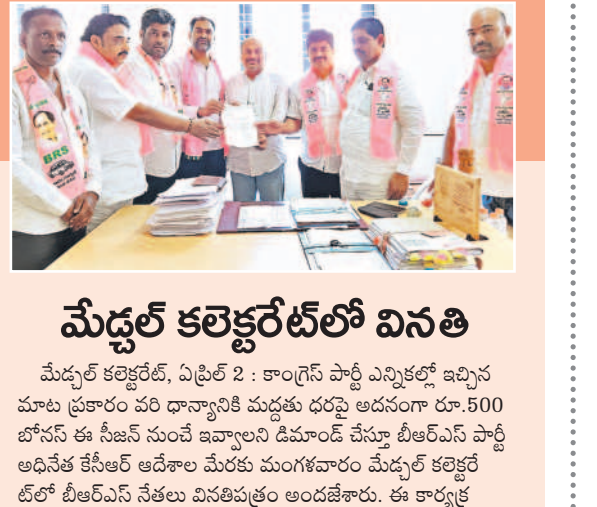 BRS
మేడ్చల్ కలెక్టరేట్‌లో వినతి
మేడ్చల్ కలెక్టరేట్, ఏప్రిల్ 2 : కాంగ్రెస్ పార్టీ ఎన్నికల్లో ఇచ్చిన
మాట ప్రకారం వరి ధాన్యానికి మద్దతు ధరపై అదనంగా రూ.500
బోనస్ ఈ సీజన్ నుంచే ఇవ్వాలని డిమాండ్ చేస్తూ బీఆర్ఎస్ పార్టీ
అధినేత కేసీఆర్ ఆదేశాల మేరకు మంగళవారం మేడ్చల్ కలెక్టరే
ట్‌లో బీఆర్ఎస్ నేతలు వినతిపత్రం అందజేశారు. ఈ కార్యక్ర